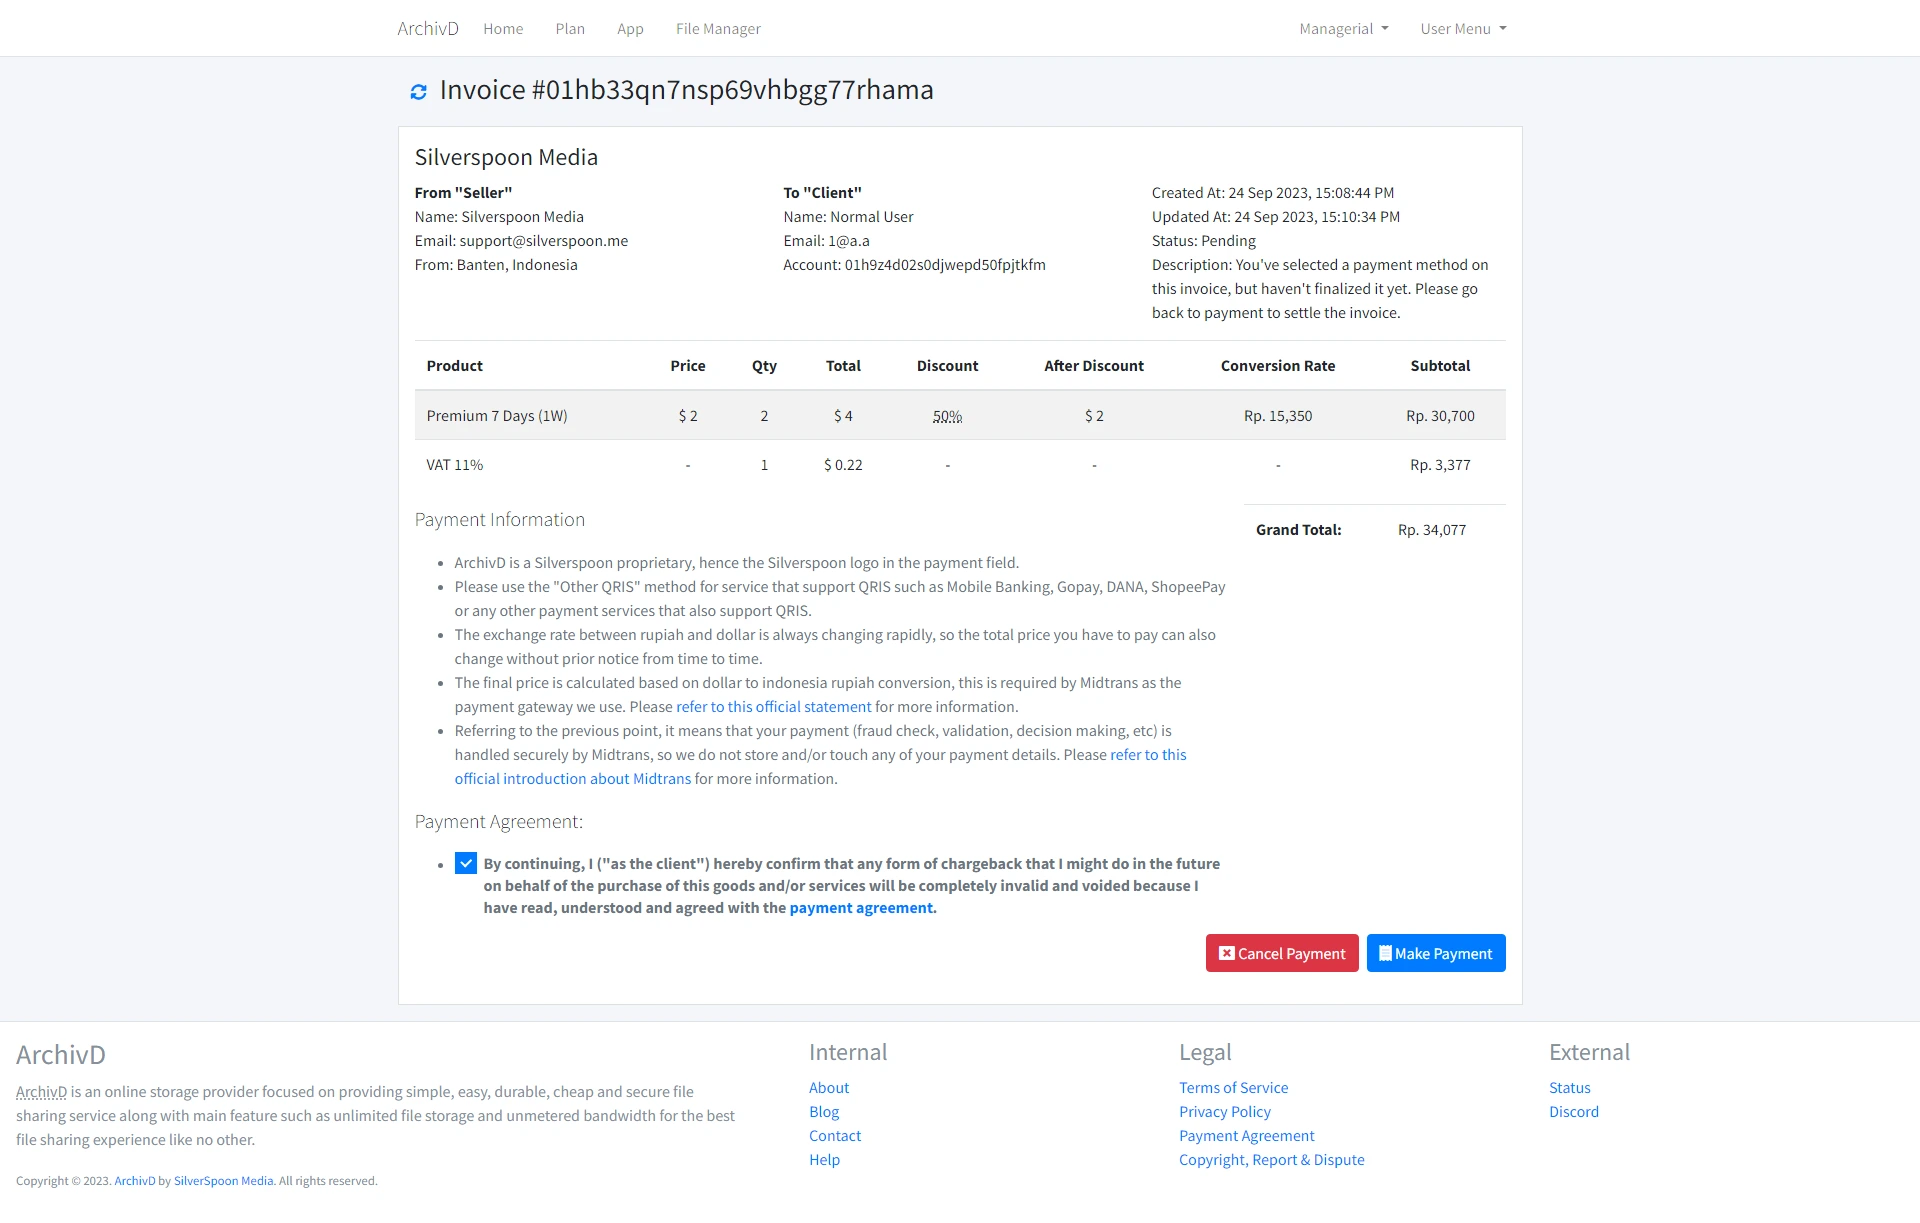 ArchivD Home Plan App File Manager Managerial User Menu
Invoice #01hb33qn7nsp69vhbgg77rhama
Silverspoon Media
From "Seller"
Name: Silverspoon Media
Email: support@silverspoon.me
From: Banten, Indonesia
To "Client"
Name: Normal User
Email: 1@a.a
Account: 01h9z4d02s0djwepd50fpjtkfm
Created At: 24 Sep 2023, 15:08:44 PM
Updated At: 24 Sep 2023, 15:10:34 PM
Status: Pending
Description: You've selected a payment method on
this invoice, but haven't finalized it yet. Please go
back to payment to settle the invoice.
Product Price Qty Total Discount After Discount Conversion Rate Subtotal
Premium 7 Days (1W) $ 2 2 $ 4 50% $ 2 Rp. 15,350 Rp. 30,700
VAT 11% - 1 $ 0.22 - - - Rp. 3,377
Grand Total: Rp. 34,077
Payment Information
• ArchivD is a Silverspoon proprietary, hence the Silverspoon logo in the payment field.
• Please use the "Other QRIS" method for service that support QRIS such as Mobile Banking, Gopay, DANA, ShopeePay
or any other payment services that also support QRIS.
• The exchange rate between rupiah and dollar is always changing rapidly, so the total price you have to pay can also
change without prior notice from time to time.
• The final price is calculated based on dollar to indonesia rupiah conversion, this is required by Midtrans as the
payment gateway we use. Please refer to this official statement for more information.
• Referring to the previous point, it means that your payment (fraud check, validation, decision making, etc) is
handled securely by Midtrans, so we do not store and/or touch any of your payment details. Please refer to this
official introduction about Midtrans for more information.
Payment Agreement:
• By continuing, I ("as the client") hereby confirm that any form of chargeback that I might do in the future
on behalf of the purchase of this goods and/or services will be completely invalid and voided because I
have read, understood and agreed with the payment agreement.
Cancel Payment Make Payment
ArchivD
ArchivD is an online storage provider focused on providing simple, easy, durable, cheap and secure file
sharing service along with main feature such as unlimited file storage and unmetered bandwidth for the best
file sharing experience like no other.
Copyright © 2023. ArchivD by SilverSpoon Media. All rights reserved.
Internal
About
Blog
Contact
Help
Legal
Terms of Service
Privacy Policy
Payment Agreement
Copyright, Report & Dispute
External
Status
Discord